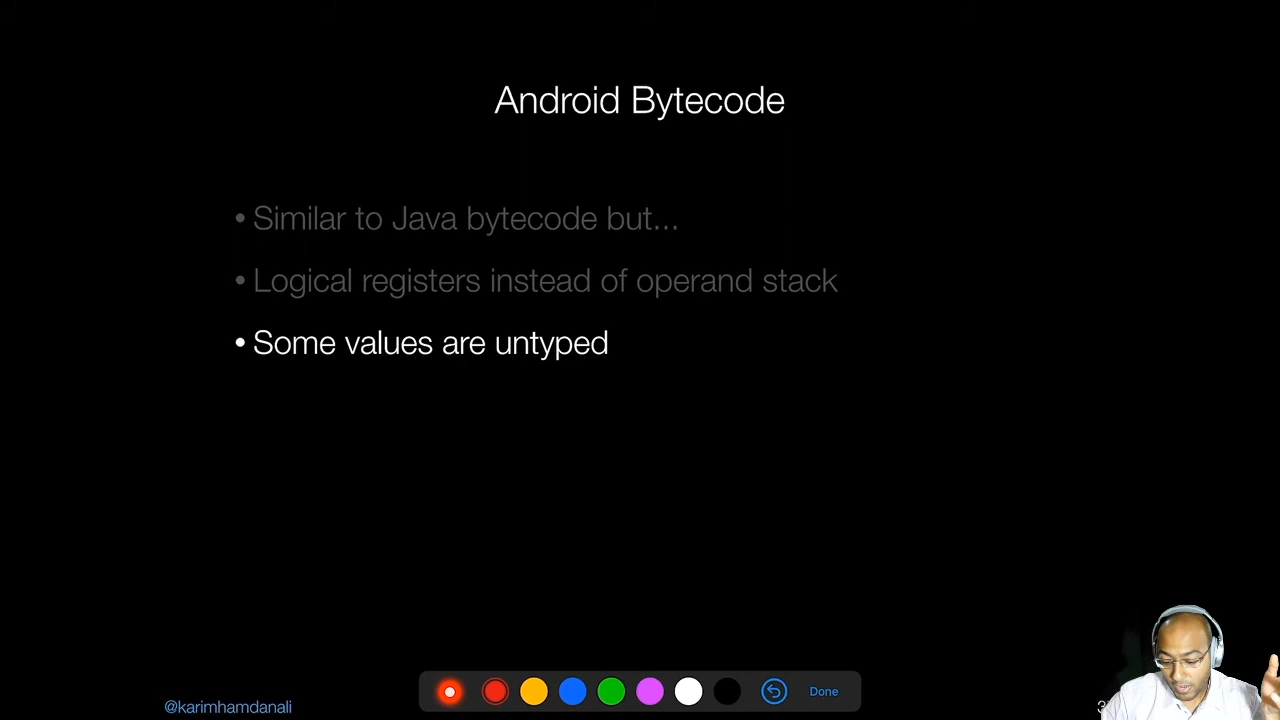 Android Bytecode
• Similar to Java bytecode but...
• Logical registers instead of operand stack
• Some values are untyped
@karimhamdanali
Done